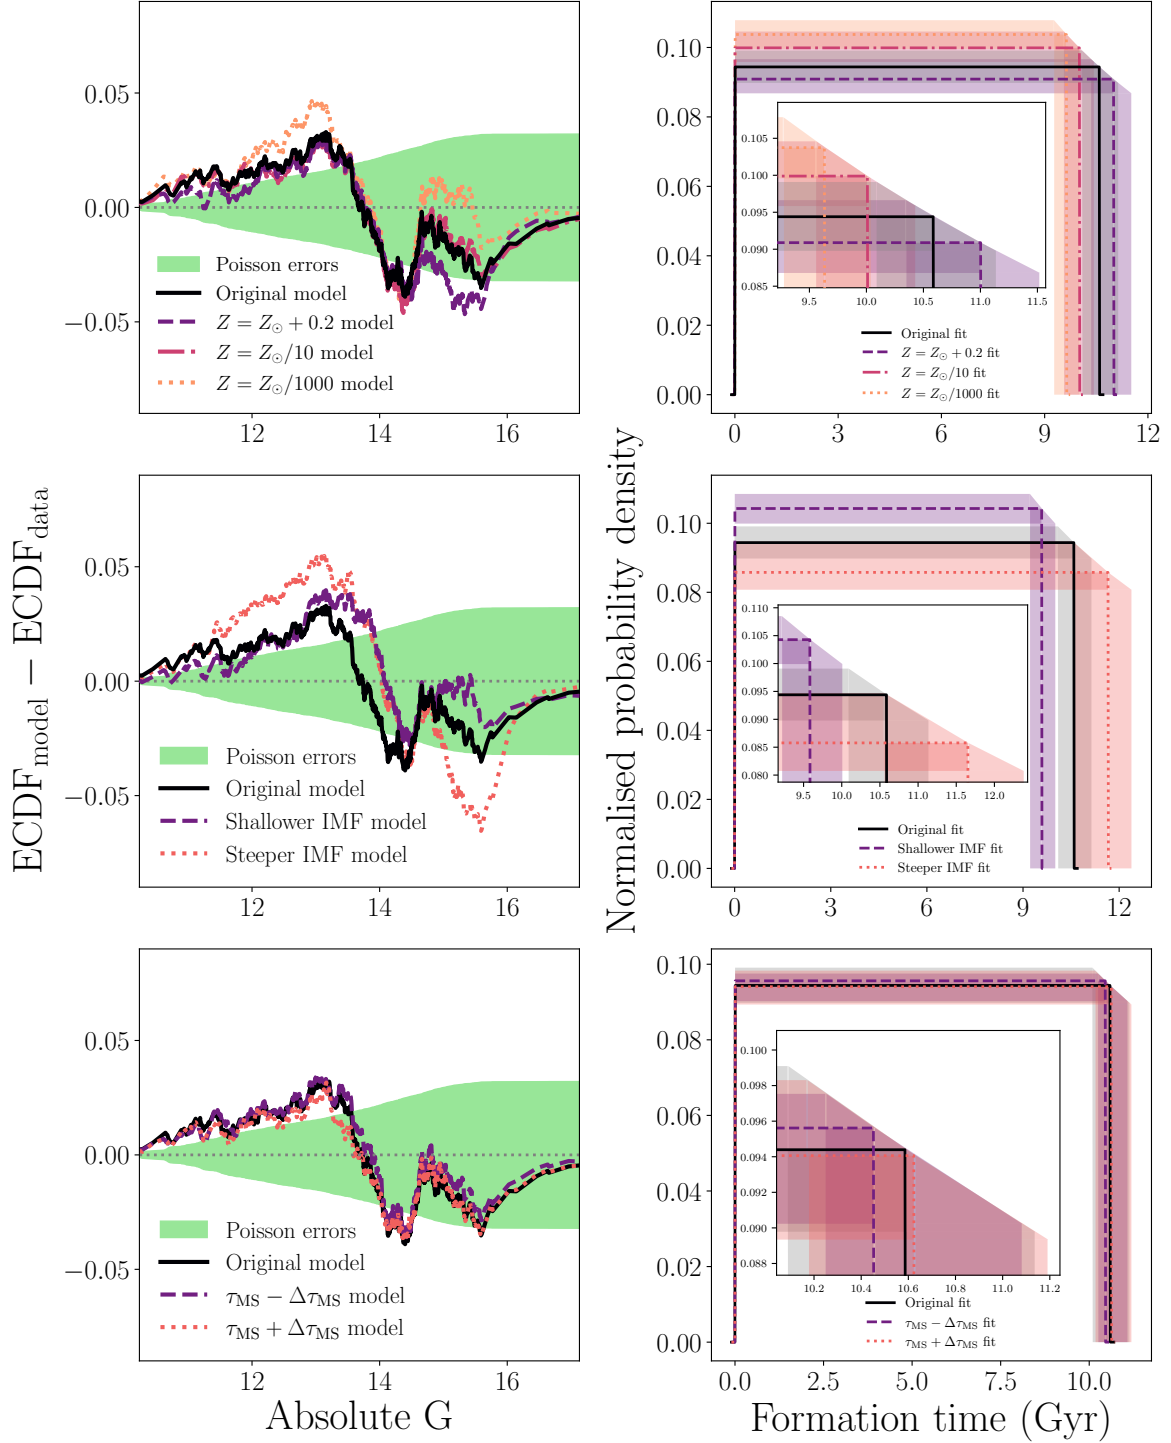 ECDF_model − ECDF_data
0.05
0.00
−0.05
Poisson errors
Original model
Z = Z⊙ + 0.2 model
Z = Z⊙/10 model
Z = Z⊙/1000 model
12 14 16
0.10
0.08
0.06
0.04
0.02
0.00
0.105
0.100
0.095
0.090
0.085
9.5 10.0 10.5 11.0 11.5
Original fit
Z = Z⊙ + 0.2 fit
Z = Z⊙/10 fit
Z = Z⊙/1000 fit
0 3 6 9 12
0.05
0.00
−0.05
Poisson errors
Original model
Shallower IMF model
Steeper IMF model
12 14 16
Normalised probability density
0.10
0.08
0.06
0.04
0.02
0.00
0.110
0.105
0.100
0.095
0.090
0.085
0.080
9.5 10.0 10.5 11.0 11.5 12.0
Original fit
Shallower IMF fit
Steeper IMF fit
0 3 6 9 12
0.05
0.00
−0.05
Poisson errors
Original model
τ_MS − Δτ_MS model
τ_MS + Δτ_MS model
12 14 16
Absolute G
0.10
0.08
0.06
0.04
0.02
0.00
0.100
0.098
0.096
0.094
0.092
0.090
0.088
10.2 10.4 10.6 10.8 11.0 11.2
Original fit
τ_MS − Δτ_MS fit
τ_MS + Δτ_MS fit
0.0 2.5 5.0 7.5 10.0
Formation time (Gyr)